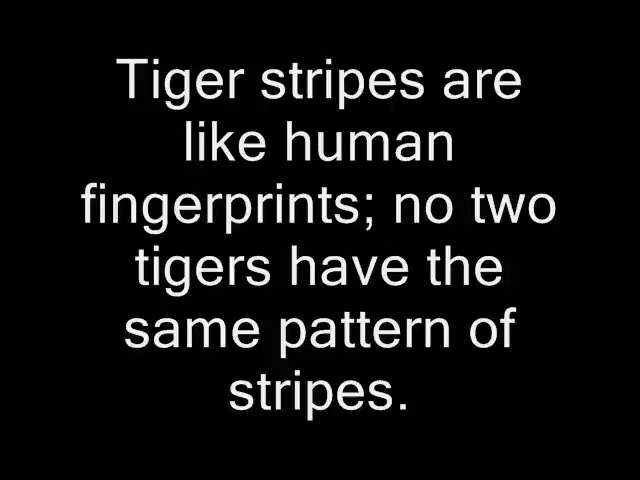 Tiger stripes are
like human
fingerprints; no two
tigers have the
same pattern of
stripes.